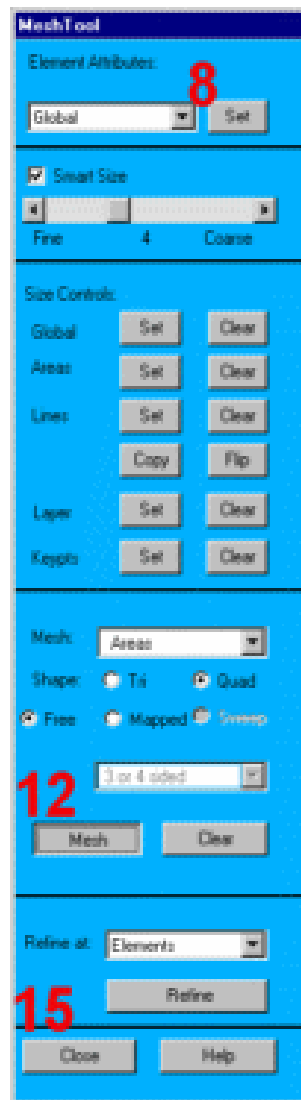 MeshTool
Element Attributes:
8
Global Set
Smart Size
Fine 4 Coarse
Size Controls:
Global Set Clear
Areas Set Clear
Lines Set Clear
Copy Flip
Layer Set Clear
Keypts Set Clear
Mesh: Areas
Shape: Tri Quad
Free Mapped Sweep
3 or 4 sided
12
Mesh Clear
Refine at: Elements
Refine
15
Close Help